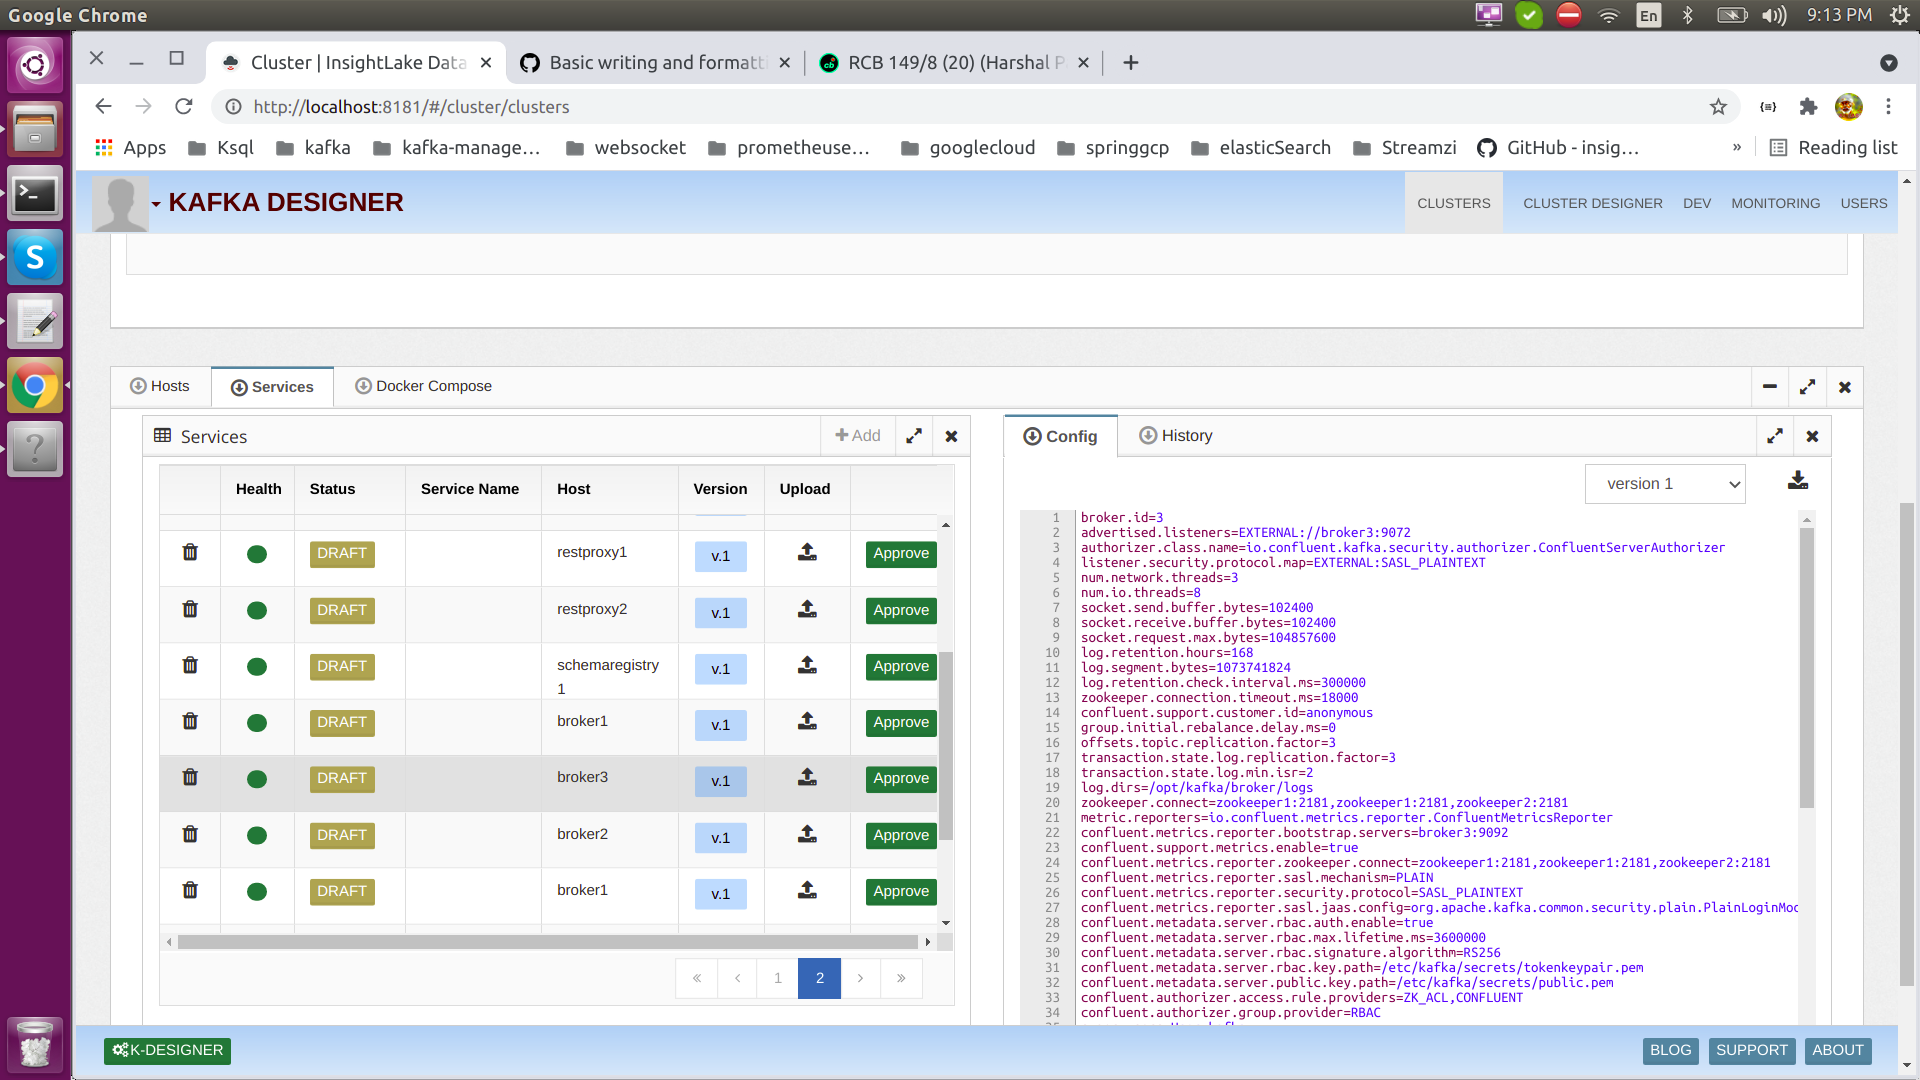 Google Chrome
En
9:13 PM
Cluster | InsightLake Data
Basic writing and formatti
RCB 149/8 (20) (Harshal P
http://localhost:8181/#/cluster/clusters
Apps
Ksql
kafka
kafka-manage...
websocket
prometheuse...
googlecloud
springgcp
elasticSearch
Streamzi
GitHub - insig...
»
Reading list
KAFKA DESIGNER
CLUSTERS
CLUSTER DESIGNER
DEV
MONITORING
USERS
Hosts
Services
Docker Compose
Services
Add
Health Status Service Name Host Version Upload
DRAFT restproxy1 v.1 Approve
DRAFT restproxy2 v.1 Approve
DRAFT schemaregistry v.1 Approve
1
DRAFT broker1 v.1 Approve
DRAFT broker3 v.1 Approve
DRAFT broker2 v.1 Approve
DRAFT broker1 v.1 Approve
« ‹ 1 2 › »
Config
History
version 1
1 broker.id=3
2 advertised.listeners=EXTERNAL://broker3:9072
3 authorizer.class.name=io.confluent.kafka.security.authorizer.ConfluentServerAuthorizer
4 listener.security.protocol.map=EXTERNAL:SASL_PLAINTEXT
5 num.network.threads=3
6 num.io.threads=8
7 socket.send.buffer.bytes=102400
8 socket.receive.buffer.bytes=102400
9 socket.request.max.bytes=104857600
10 log.retention.hours=168
11 log.segment.bytes=1073741824
12 log.retention.check.interval.ms=300000
13 zookeeper.connection.timeout.ms=18000
14 confluent.support.customer.id=anonymous
15 group.initial.rebalance.delay.ms=0
16 offsets.topic.replication.factor=3
17 transaction.state.log.replication.factor=3
18 transaction.state.log.min.isr=2
19 log.dirs=/opt/kafka/broker/logs
20 zookeeper.connect=zookeeper1:2181,zookeeper1:2181,zookeeper2:2181
21 metric.reporters=io.confluent.metrics.reporter.ConfluentMetricsReporter
22 confluent.metrics.reporter.bootstrap.servers=broker3:9092
23 confluent.support.metrics.enable=true
24 confluent.metrics.reporter.zookeeper.connect=zookeeper1:2181,zookeeper1:2181,zookeeper2:2181
25 confluent.metrics.reporter.sasl.mechanism=PLAIN
26 confluent.metrics.reporter.security.protocol=SASL_PLAINTEXT
27 confluent.metrics.reporter.sasl.jaas.config=org.apache.kafka.common.security.plain.PlainLoginMod
28 confluent.metadata.server.rbac.auth.enable=true
29 confluent.metadata.server.rbac.max.lifetime.ms=3600000
30 confluent.metadata.server.rbac.signature.algorithm=RS256
31 confluent.metadata.server.rbac.key.path=/etc/kafka/secrets/tokenkeypair.pem
32 confluent.metadata.server.public.key.path=/etc/kafka/secrets/public.pem
33 confluent.authorizer.access.rule.providers=ZK_ACL,CONFLUENT
34 confluent.authorizer.group.provider=RBAC
K-DESIGNER
BLOG
SUPPORT
ABOUT